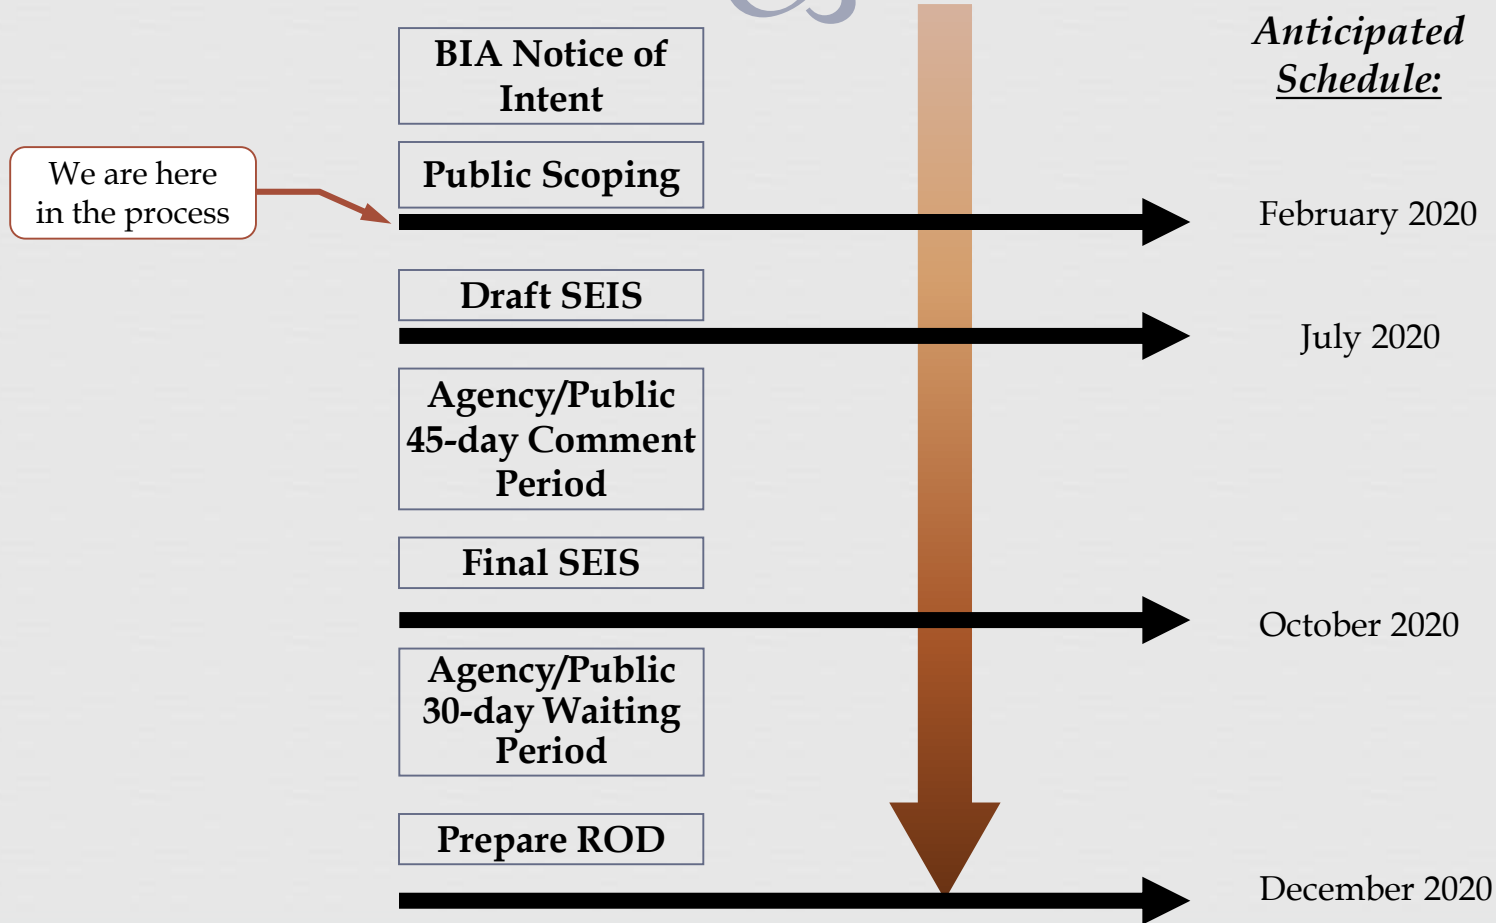 Anticipated
Schedule:
BIA Notice of
Intent
We are here
in the process
Public Scoping
February 2020
Draft SEIS
July 2020
Agency/Public
45-day Comment
Period
Final SEIS
October 2020
Agency/Public
30-day Waiting
Period
Prepare ROD
December 2020